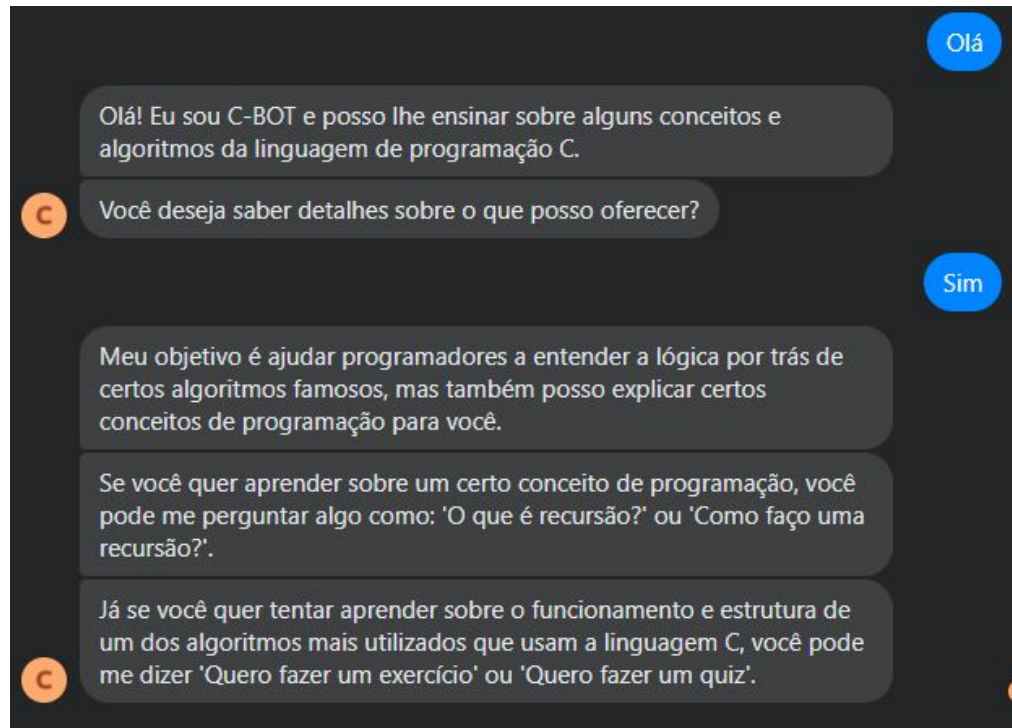 Olá
Olá! Eu sou C-BOT e posso lhe ensinar sobre alguns conceitos e
algoritmos da linguagem de programação C.
C
Você deseja saber detalhes sobre o que posso oferecer?
Sim
Meu objetivo é ajudar programadores a entender a lógica por trás de
certos algoritmos famosos, mas também posso explicar certos
conceitos de programação para você.
Se você quer aprender sobre um certo conceito de programação, você
pode me perguntar algo como: 'O que é recursão?' ou 'Como faço uma
recursão?'.
Já se você quer tentar aprender sobre o funcionamento e estrutura de
um dos algoritmos mais utilizados que usam a linguagem C, você pode
me dizer 'Quero fazer um exercício' ou 'Quero fazer um quiz'.
C